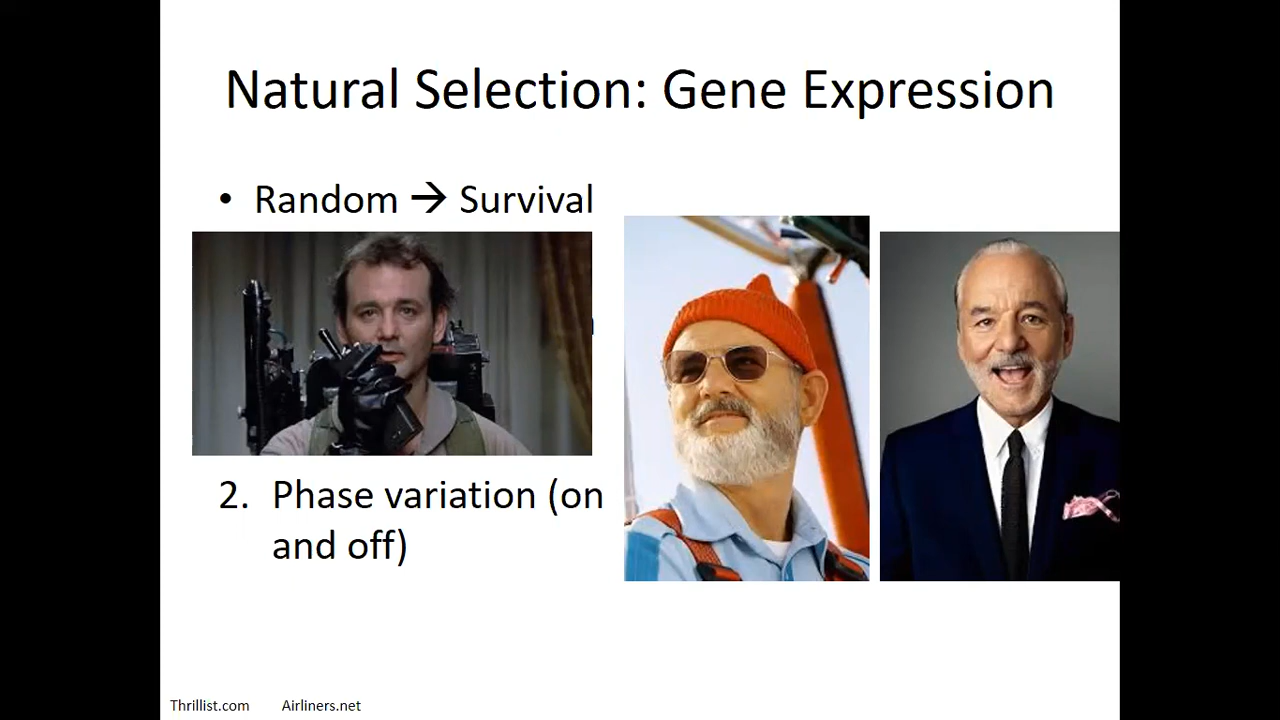 Natural Selection: Gene Expression
• Random → Survival
2. Phase variation (on
and off)
Thrillist.com Airliners.net